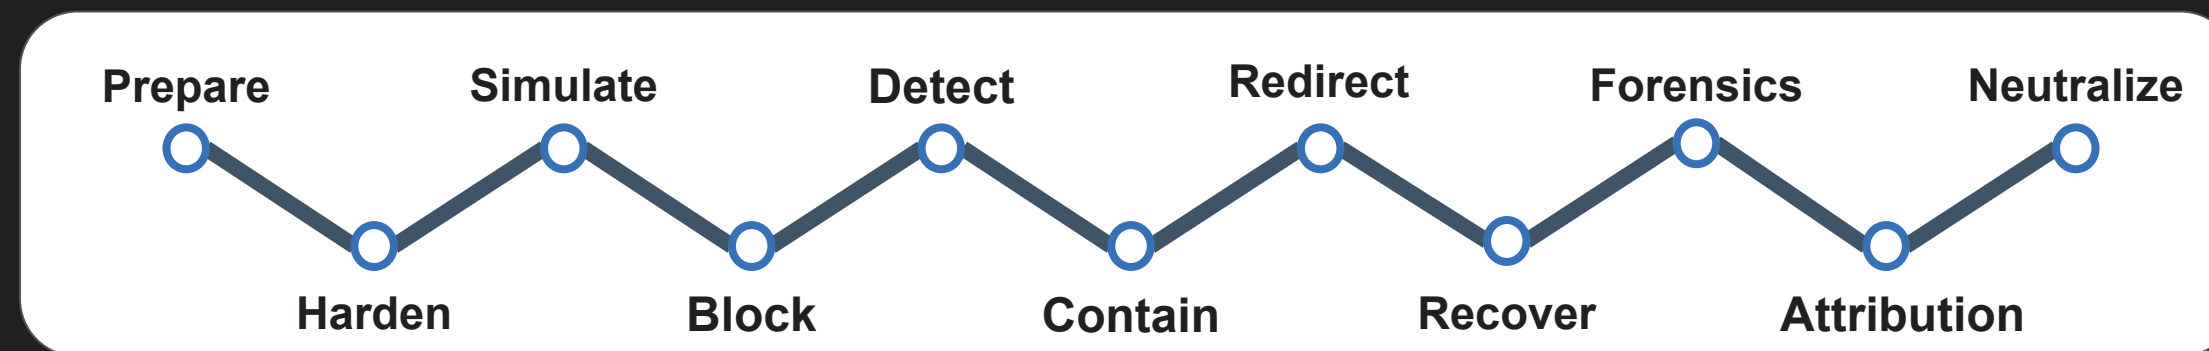 Prepare
Simulate
Detect
Redirect
Forensics
Neutralize
Harden
Block
Contain
Recover
Attribution